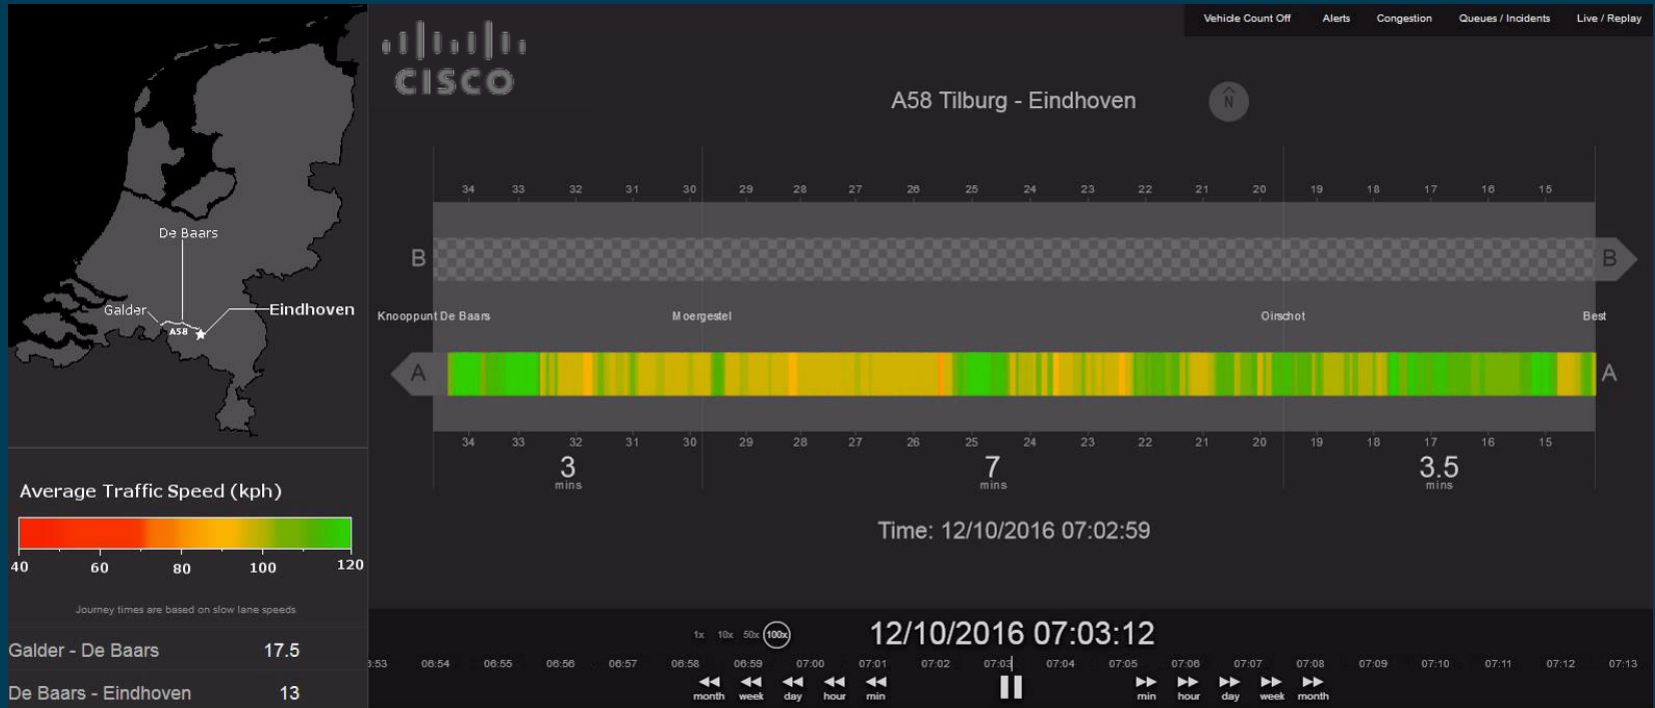 Vehicle Count Off Alerts Congestion Queues / Incidents Live / Replay
CISCO
A58 Tilburg - Eindhoven
N
34 33 32 31 30 29 28 27 26 25 24 23 22 21 20 19 18 17 16 15
De Baars
B B
Galder
Eindhoven
A58
Knooppunt De Baars Moergestel Oirschot Best
A A
34 33 32 31 30 29 28 27 26 25 24 23 22 21 20 19 18 17 16 15
3 7 3.5
mins mins mins
Average Traffic Speed (kph)
40 60 80 100 120
Time: 12/10/2016 07:02:59
Journey times are based on slow lane speeds
Galder - De Baars 17.5
De Baars - Eindhoven 13
1x 10x 50x 100x
12/10/2016 07:03:12
:53 06:54 06:55 06:56 06:57 06:58 06:59 07:00 07:01 07:02 07:03 07:04 07:05 07:06 07:07 07:08 07:09 07:10 07:11 07:12 07:13
month week day hour min min hour day week month